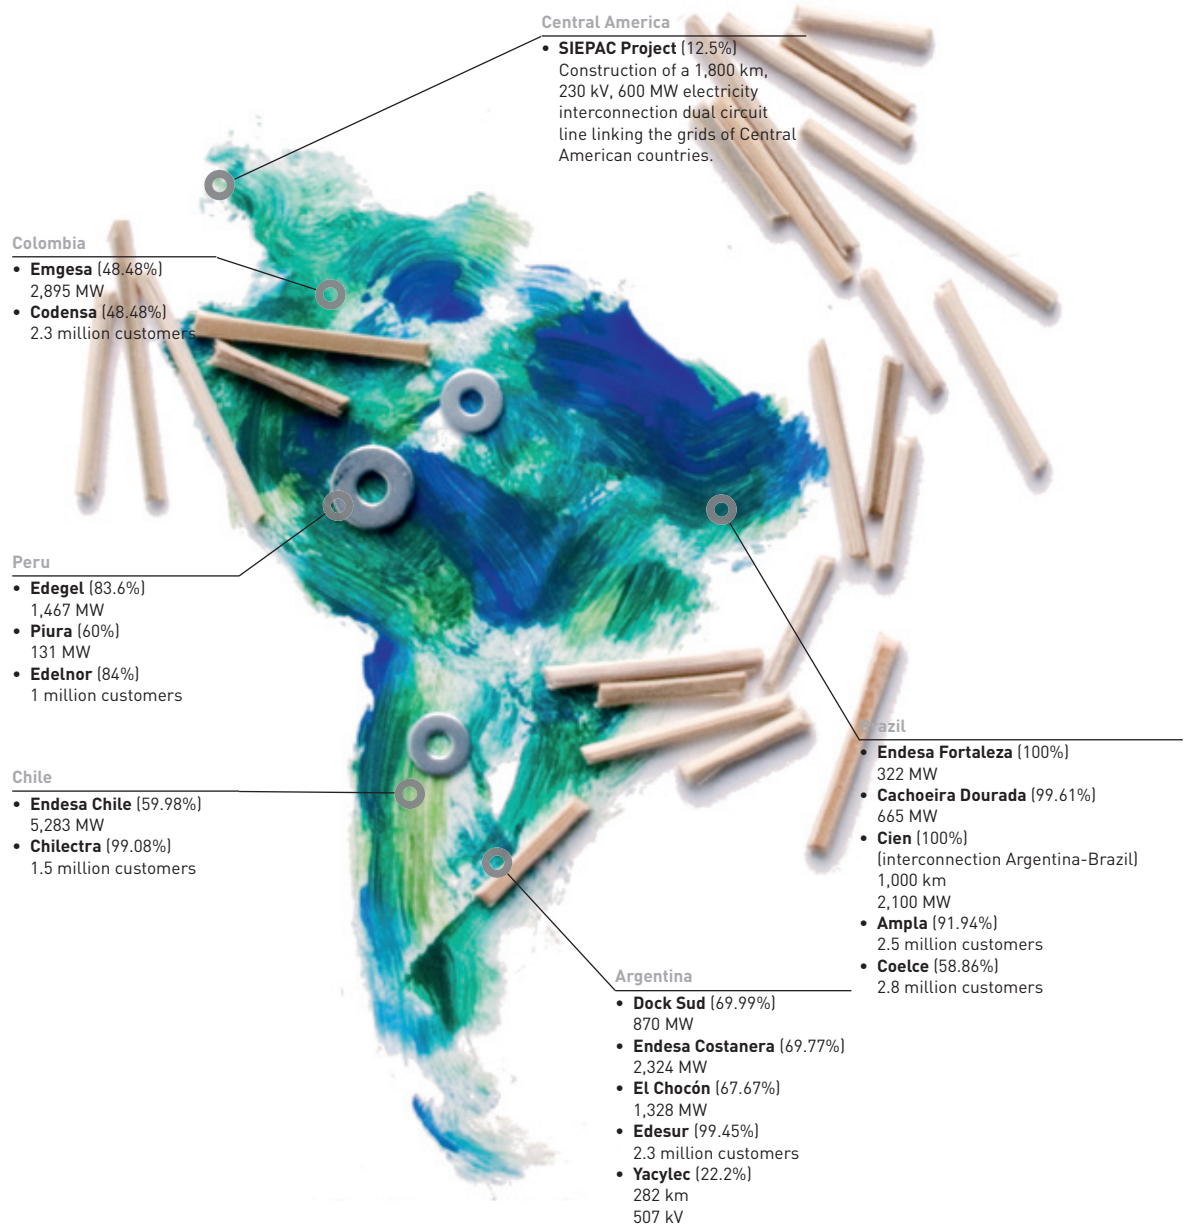 Central America
• SIEPAC Project (12.5%)
Construction of a 1,800 km,
230 kV, 600 MW electricity
interconnection dual circuit
line linking the grids of Central
American countries.
Colombia
• Emgesa (48.48%)
2,895 MW
• Codensa (48.48%)
2.3 million customers
Peru
• Edegel (83.6%)
1,467 MW
• Piura (60%)
131 MW
• Edelnor (84%)
1 million customers
Chile
• Endesa Chile (59.98%)
5,283 MW
• Chilectra (99.08%)
1.5 million customers
Brazil
• Endesa Fortaleza (100%)
322 MW
• Cachoeira Dourada (99.61%)
665 MW
• Cien (100%)
(interconnection Argentina-Brazil)
1,000 km
2,100 MW
• Ampla (91.94%)
2.5 million customers
• Coelce (58.86%)
2.8 million customers
Argentina
• Dock Sud (69.99%)
870 MW
• Endesa Costanera (69.77%)
2,324 MW
• El Chocón (67.67%)
1,328 MW
• Edesur (99.45%)
2.3 million customers
• Yacylec (22.2%)
282 km
507 kV